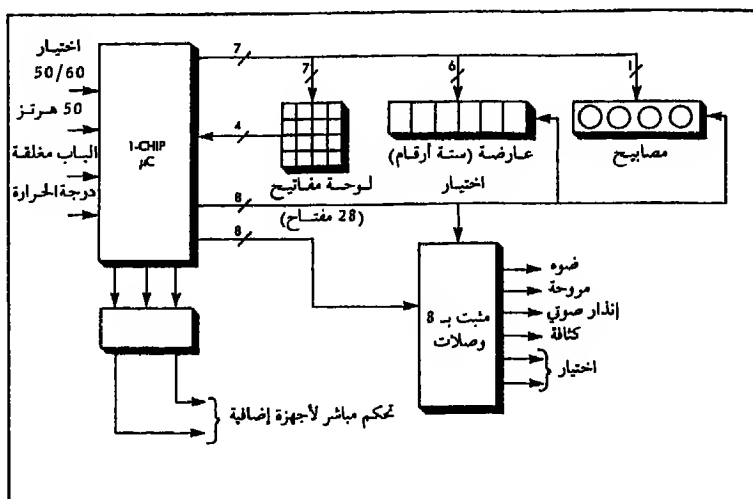 اختيار
50/60
50 هرتز
الباب مغلقة
درجة الحرارة
1-CHIP
μC
7
7
6
1
4
8
8
لوحة مفاتيح
(28 مفتاح)
عارضة (ستة أرقام)
اختيار
مصابيح
مثبت بـ 8
وصلات
ضوء
مروحة
إنذار صوتي
كثافة
اختيار
تحكم مباشر لأجهزة إضافية